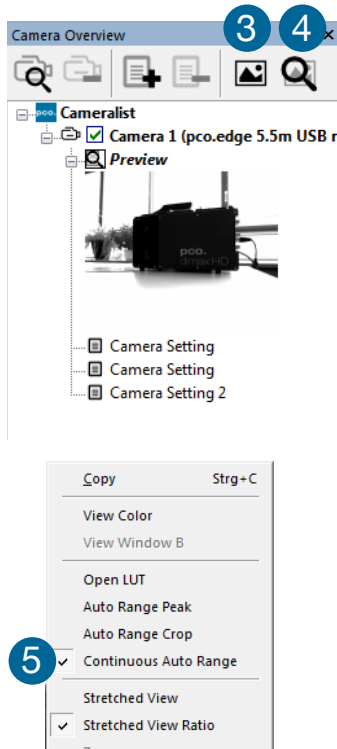 3 4
Camera Overview
pco. Cameralist
Camera 1 (pco.edge 5.5m USB r
Preview
pco.
dimax HD
Camera Setting
Camera Setting
Camera Setting 2
Copy Strg+C
View Color
View Window B
Open LUT
Auto Range Peak
Auto Range Crop
5 Continuous Auto Range
Stretched View
Stretched View Ratio